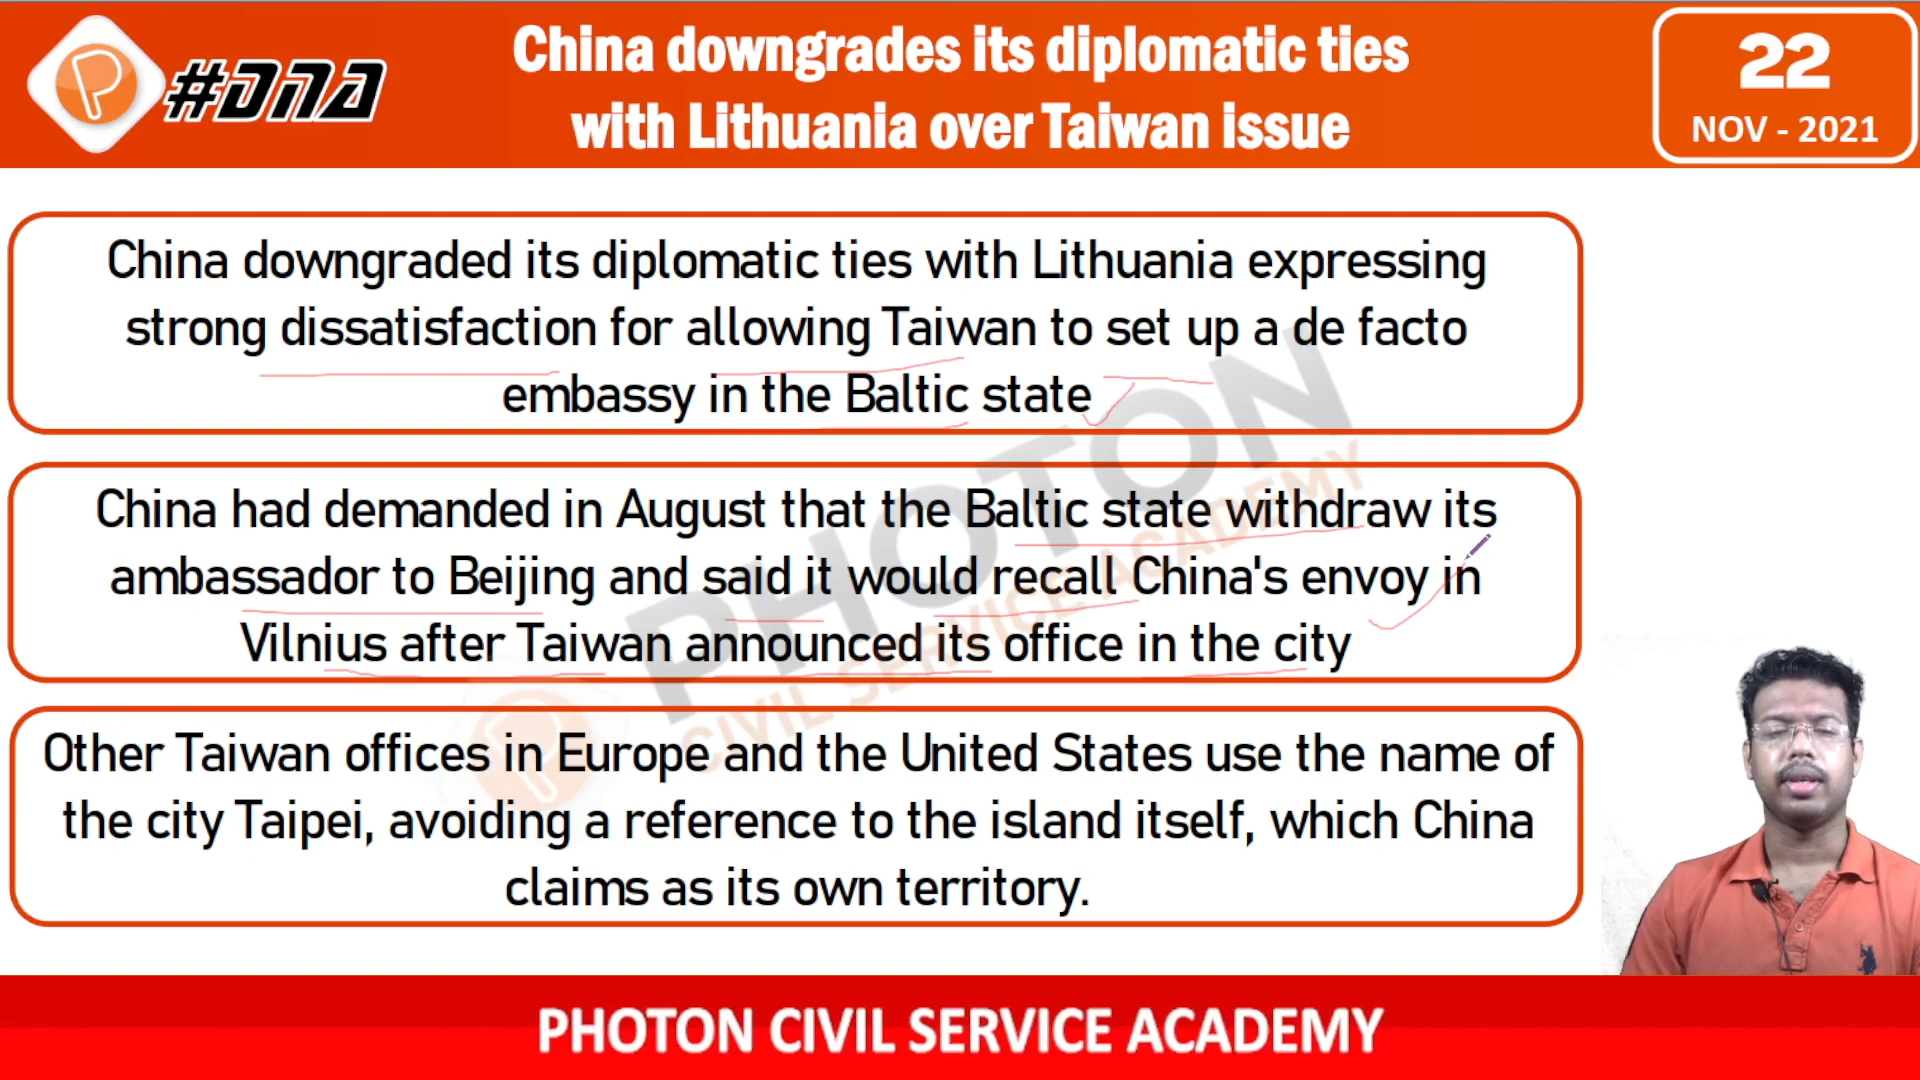 #DNA
China downgrades its diplomatic ties
with Lithuania over Taiwan issue
22
NOV - 2021
China downgraded its diplomatic ties with Lithuania expressing
strong dissatisfaction for allowing Taiwan to set up a de facto
embassy in the Baltic state
China had demanded in August that the Baltic state withdraw its
ambassador to Beijing and said it would recall China's envoy in
Vilnius after Taiwan announced its office in the city
Other Taiwan offices in Europe and the United States use the name of
the city Taipei, avoiding a reference to the island itself, which China
claims as its own territory.
PHOTON
CIVIL SERVICE ACADEMY
PHOTON CIVIL SERVICE ACADEMY